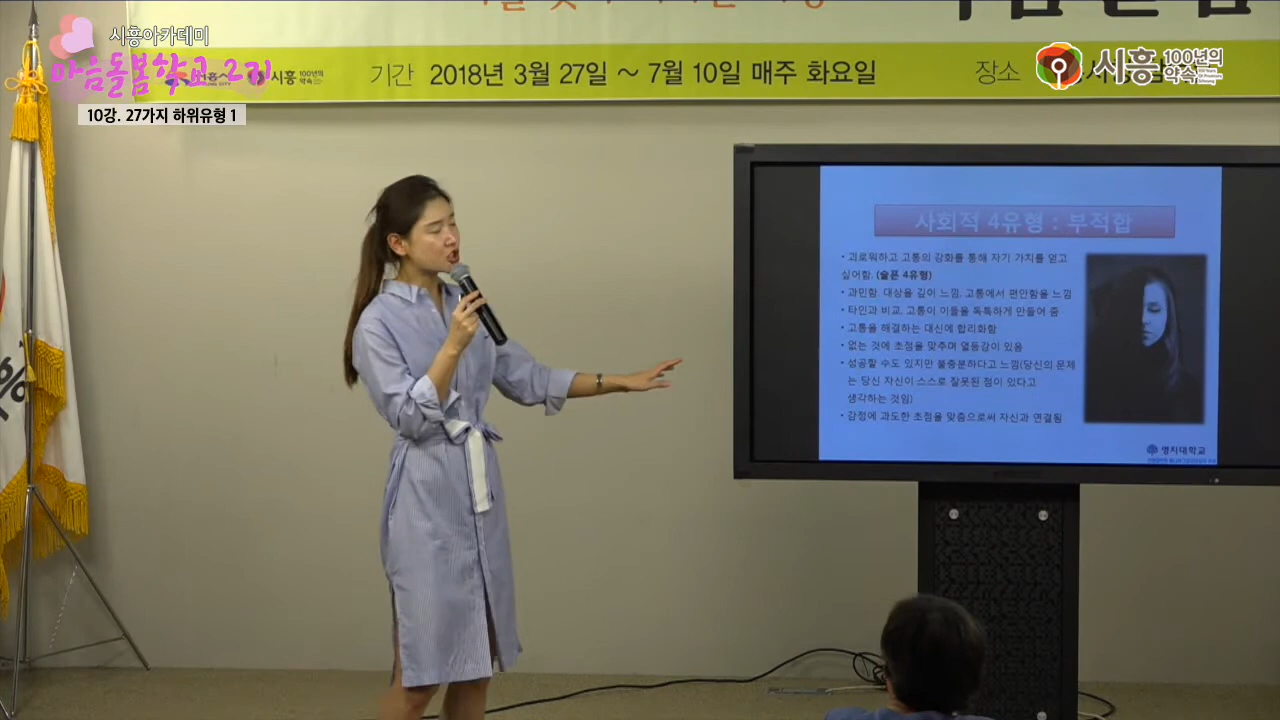 시흥아카데미
마음돌봄학교 2기
10강. 27가지 하위유형 1
시흥 100년의 약속
기간 2018년 3월 27일 ~ 7월 10일 매주 화요일
장소
시흥 100년의 약속
사회적 4유형 : 부적합
• 괴로워하고 고통의 강화를 통해 자기 가치를 얻고
싶어함. (슬픈 4유형)
• 과민함. 대상을 깊이 느낌, 고통에서 편안함을 느낌
• 타인과 비교, 고통이 이들을 독특하게 만들어 줌
• 고통을 해결하는 대신에 합리화함
• 없는 것에 초점을 맞추며 열등감이 있음
• 성공할 수도 있지만 불충분하다고 느낌(당신의 문제
는 당신 자신이 스스로 잘못된 점이 있다고
생각하는 것임)
• 감정에 과도한 초점을 맞춤으로써 자신과 연결됨
명지대학교